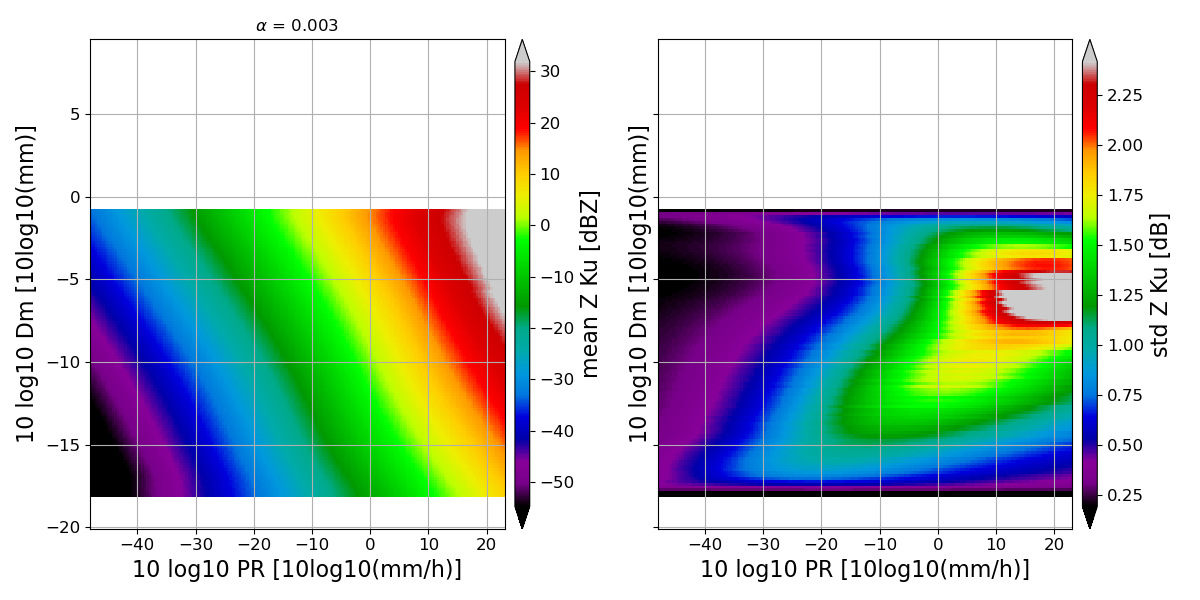 α = 0.003
10 log10 Dm [10log10(mm)]
5
0
−5
−10
−15
−20
−40 −30 −20 −10 0 10 20
10 log10 PR [10log10(mm/h)]
30
20
10
0
−10
−20
−30
−40
−50
mean Z Ku [dBZ]
10 log10 Dm [10log10(mm)]
−40 −30 −20 −10 0 10 20
10 log10 PR [10log10(mm/h)]
2.25
2.00
1.75
1.50
1.25
1.00
0.75
0.50
0.25
std Z Ku [dB]